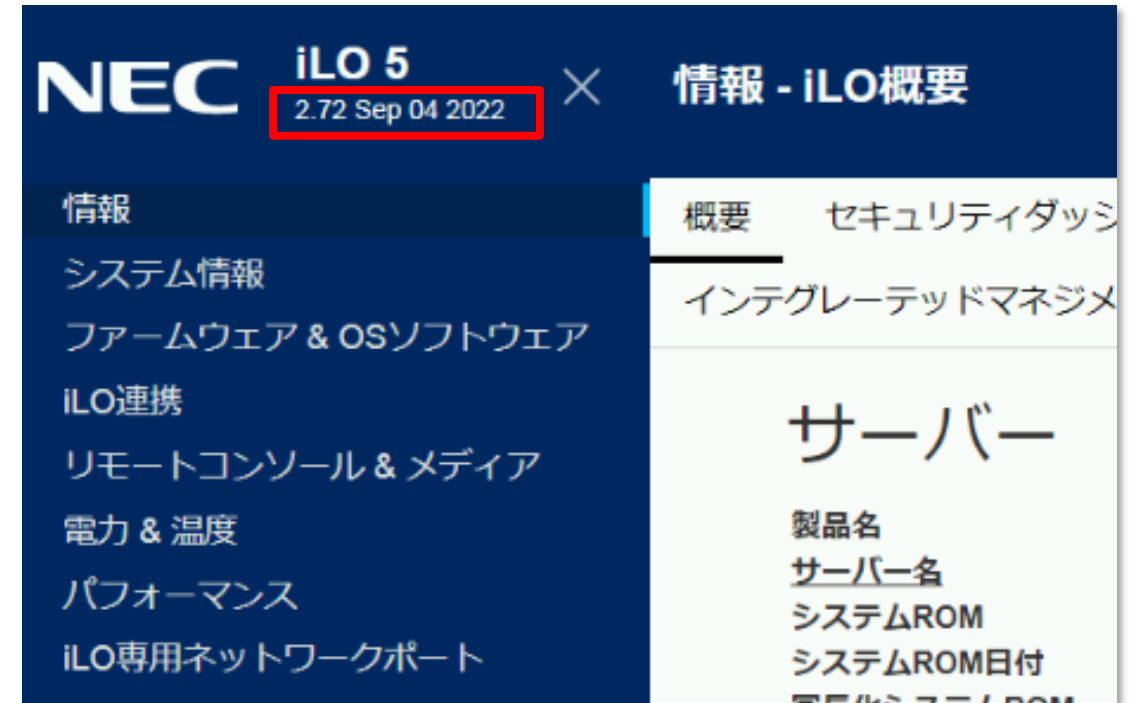 NEC
iLO 5
2.72 Sep 04 2022
情報 - iLO概要
情報
システム情報
ファームウェア & OSソフトウェア
iLO連携
リモートコンソール & メディア
電力 & 温度
パフォーマンス
iLO専用ネットワークポート
概要 セキュリティダッシ
インテグレーテッドマネジメ
サーバー
製品名
サーバー名
システムROM
システムROM日付